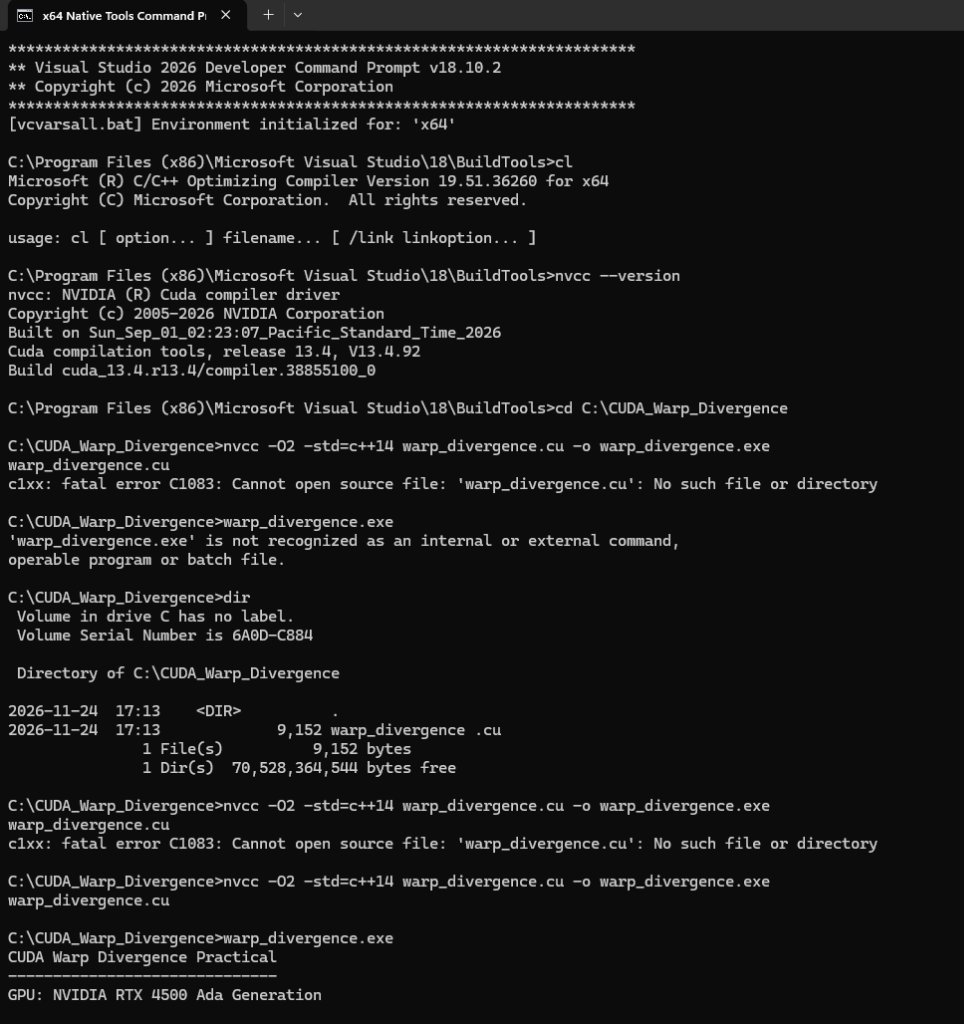 x64 Native Tools Command P
********************************************************************** 
** Visual Studio 2026 Developer Command Prompt v18.10.2
** Copyright (c) 2026 Microsoft Corporation
**********************************************************************
[vcvarsall.bat] Environment initialized for: 'x64'
C:\Program Files (x86)\Microsoft Visual Studio\18\BuildTools>cl
Microsoft (R) C/C++ Optimizing Compiler Version 19.51.36260 for x64
Copyright (C) Microsoft Corporation.  All rights reserved.
usage: cl [ option... ] filename... [ /link linkoption... ]
C:\Program Files (x86)\Microsoft Visual Studio\18\BuildTools>nvcc --version
nvcc: NVIDIA (R) Cuda compiler driver
Copyright (c) 2005-2026 NVIDIA Corporation
Built on Sun_Sep_01_02:23:07_Pacific_Standard_Time_2026
Cuda compilation tools, release 13.4, V13.4.92
Build cuda_13.4.r13.4/compiler.38855100_0
C:\Program Files (x86)\Microsoft Visual Studio\18\BuildTools>cd C:\CUDA_Warp_Divergence
C:\CUDA_Warp_Divergence>nvcc -O2 -std=c++14 warp_divergence.cu -o warp_divergence.exe
warp_divergence.cu
c1xx: fatal error C1083: Cannot open source file: 'warp_divergence.cu': No such file or directory
C:\CUDA_Warp_Divergence>warp_divergence.exe
'warp_divergence.exe' is not recognized as an internal or external command,
operable program or batch file.
C:\CUDA_Warp_Divergence>dir
 Volume in drive C has no label.
 Volume Serial Number is 6A0D-C884
 Directory of C:\CUDA_Warp_Divergence
2026-11-24  17:13    <DIR>          .
2026-11-24  17:13             9,152 warp_divergence .cu
               1 File(s)          9,152 bytes
               1 Dir(s)  70,528,364,544 bytes free
C:\CUDA_Warp_Divergence>nvcc -O2 -std=c++14 warp_divergence.cu -o warp_divergence.exe
warp_divergence.cu
c1xx: fatal error C1083: Cannot open source file: 'warp_divergence.cu': No such file or directory
C:\CUDA_Warp_Divergence>nvcc -O2 -std=c++14 warp_divergence.cu -o warp_divergence.exe
warp_divergence.cu
C:\CUDA_Warp_Divergence>warp_divergence.exe
CUDA Warp Divergence Practical
------------------------------
GPU: NVIDIA RTX 4500 Ada Generation